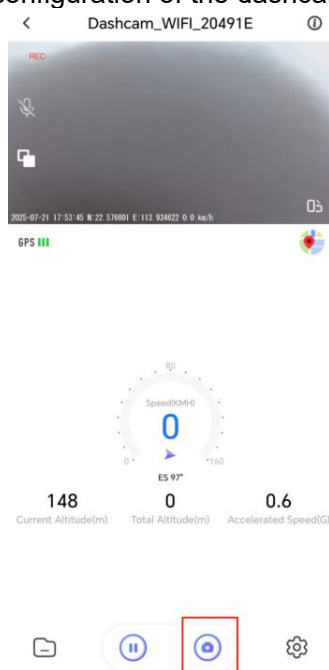 configuration of the dashca
Dashcam_WIFI_20491E
REC
2025-07-21 17:53:45 N:22.576601 E:113.934622 0.0 km/h
GPS
80
Speed(KMH)
0
0 160
ES 97°
148 0 0.6
Current Altitude(m) Total Altitude(m) Accelerated Speed(G)